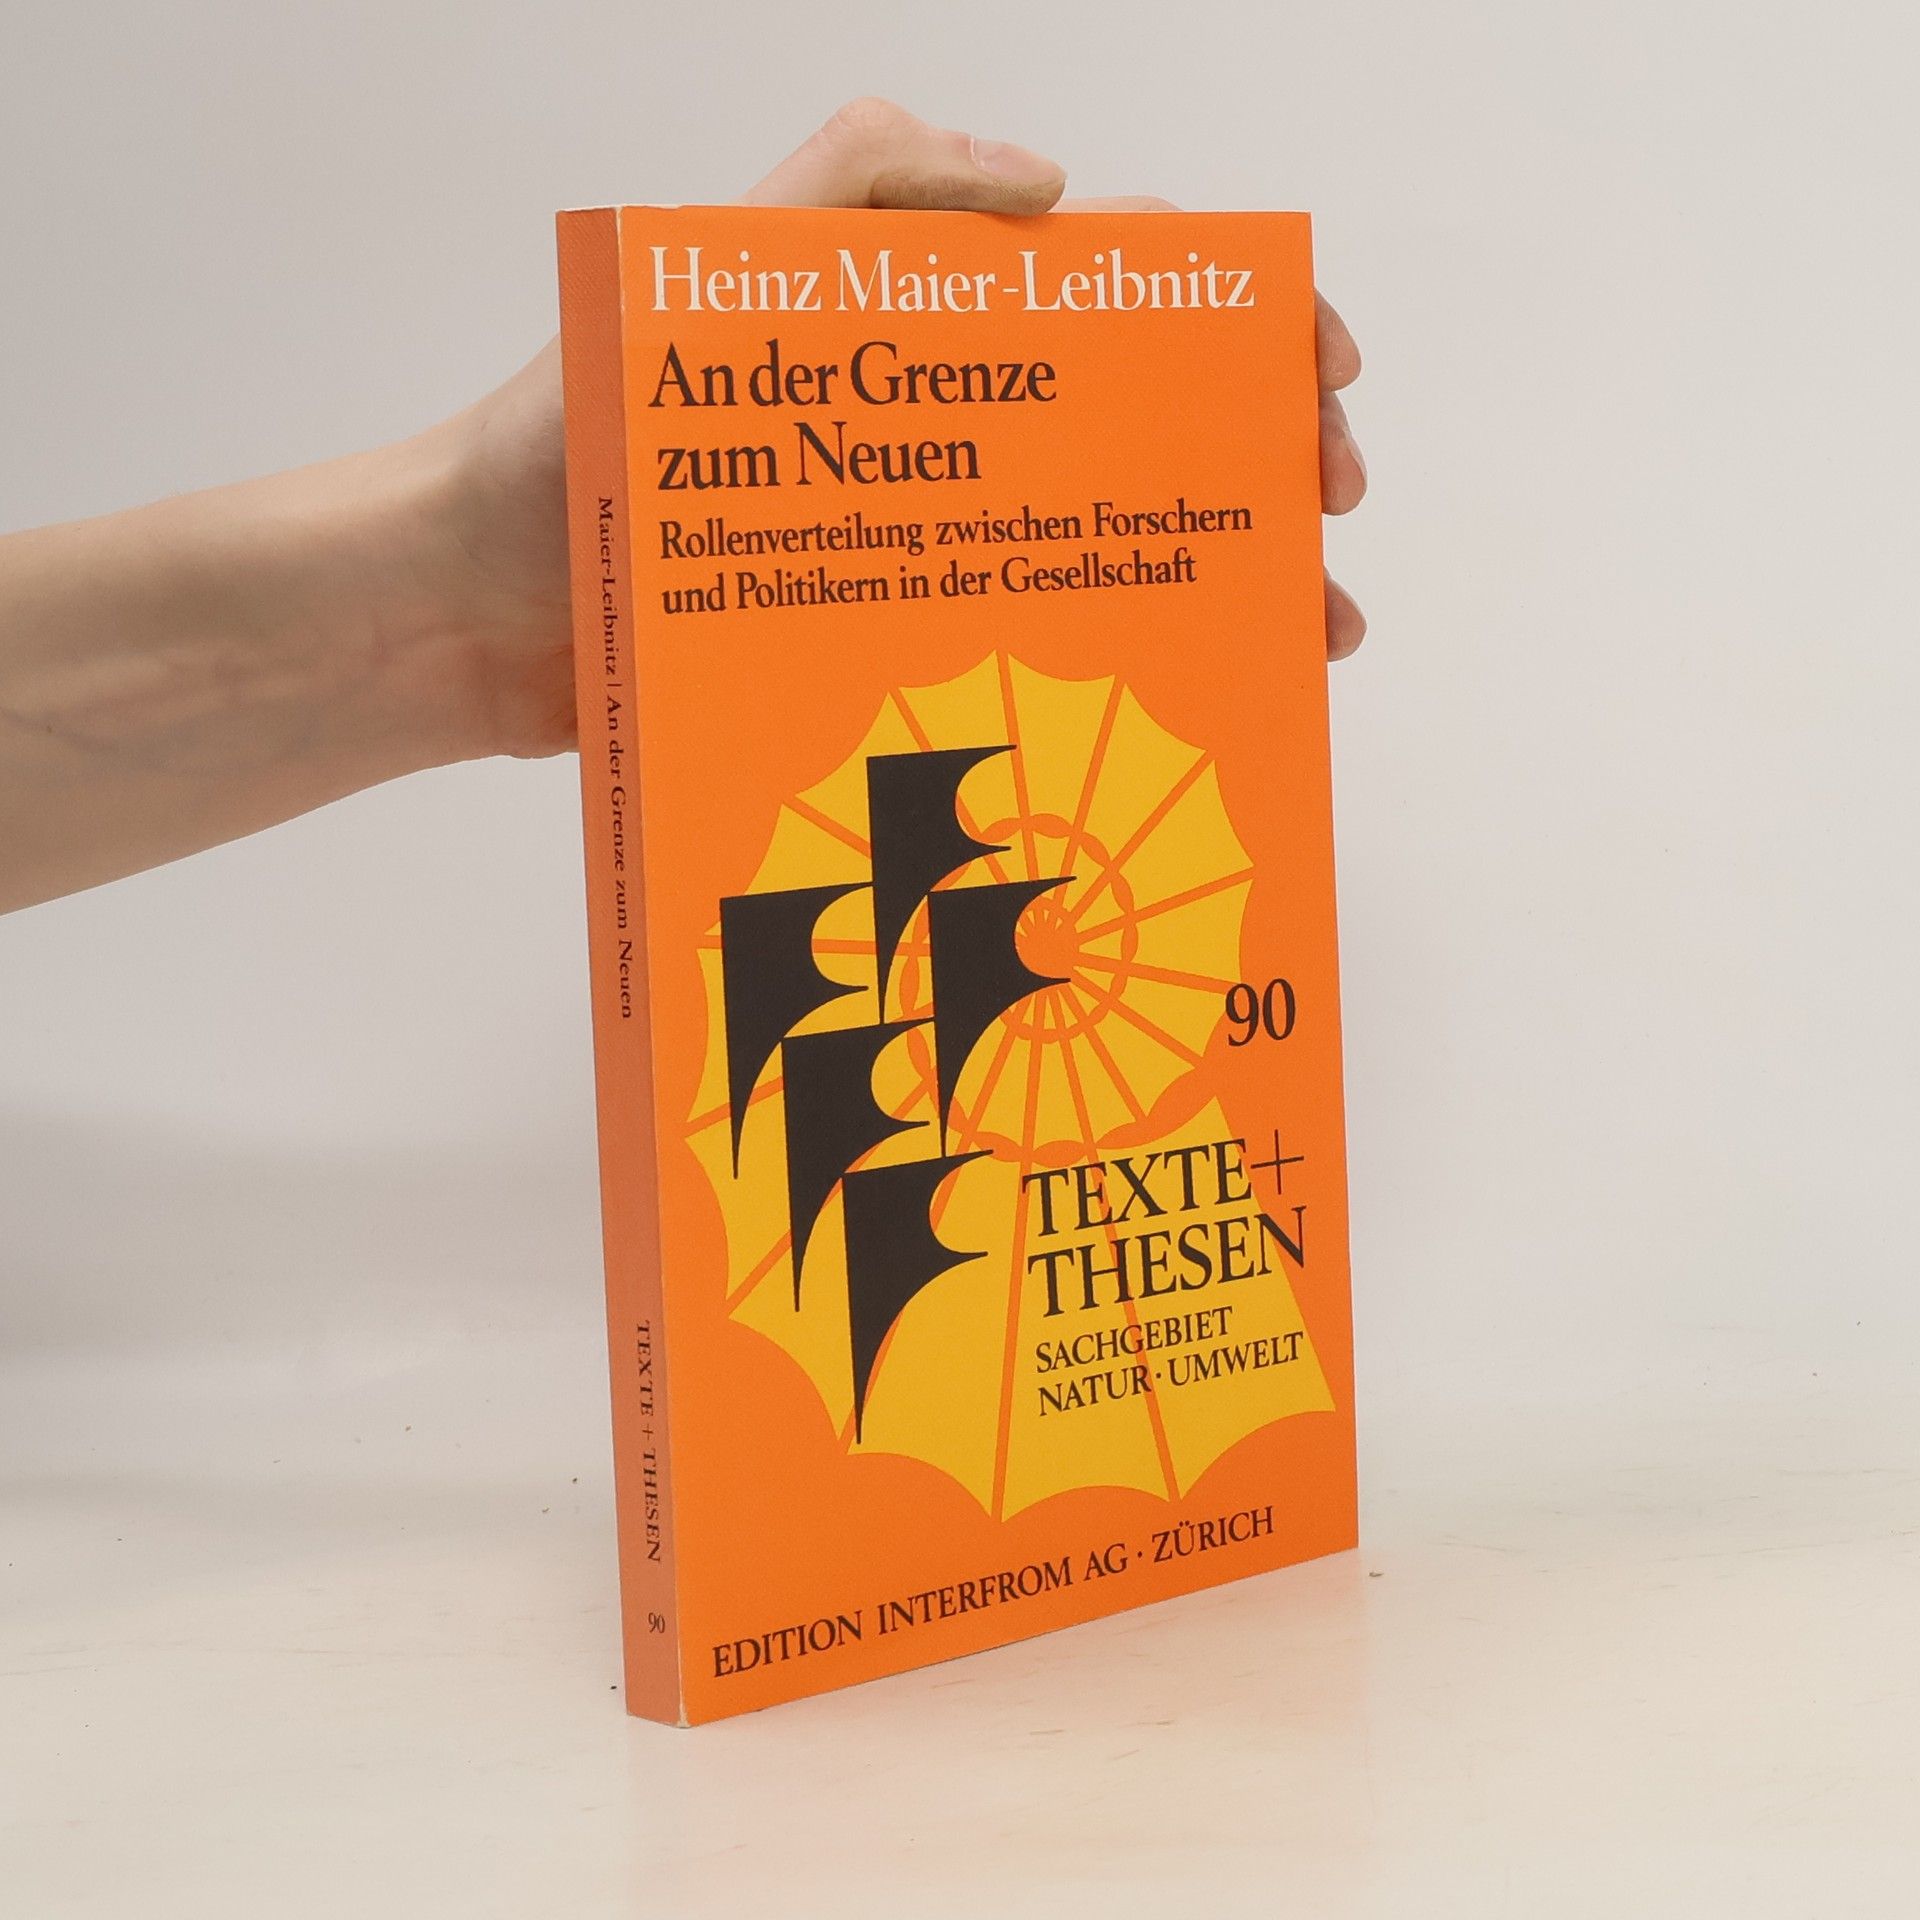 Heinz Maier-Leibnitz
An der Grenze
zum Neuen
Rollenverteilung zwischen Forschern
und Politikern in der Gesellschaft
90
TEXTE+
THESEN
SACHGEBIET
NATUR · UMWELT
EDITION INTERFROM AG · ZÜRICH
Maier-Leibnitz | An der Grenze zum Neuen
TEXTE + THESEN
90